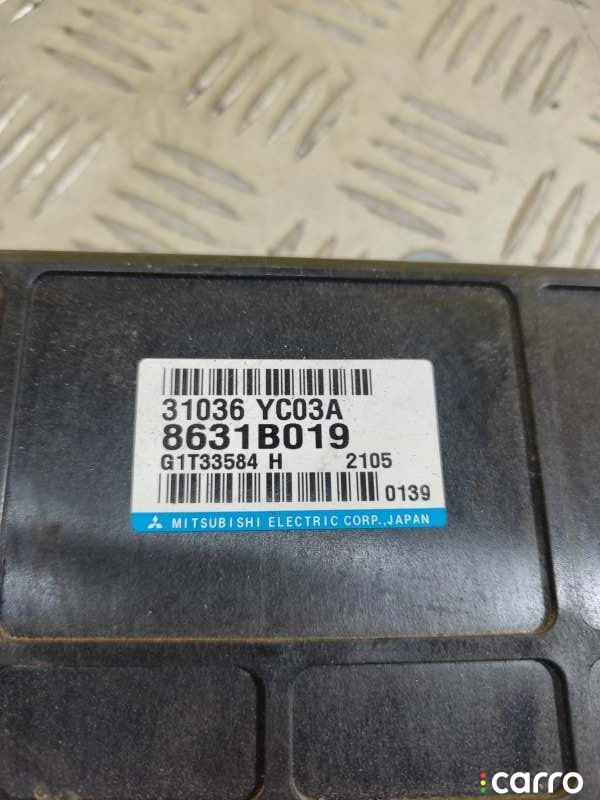 31036 YC03A
8631B019
G1T33584 H 2105
0139
MITSUBISHI ELECTRIC CORP.,JAPAN
carro